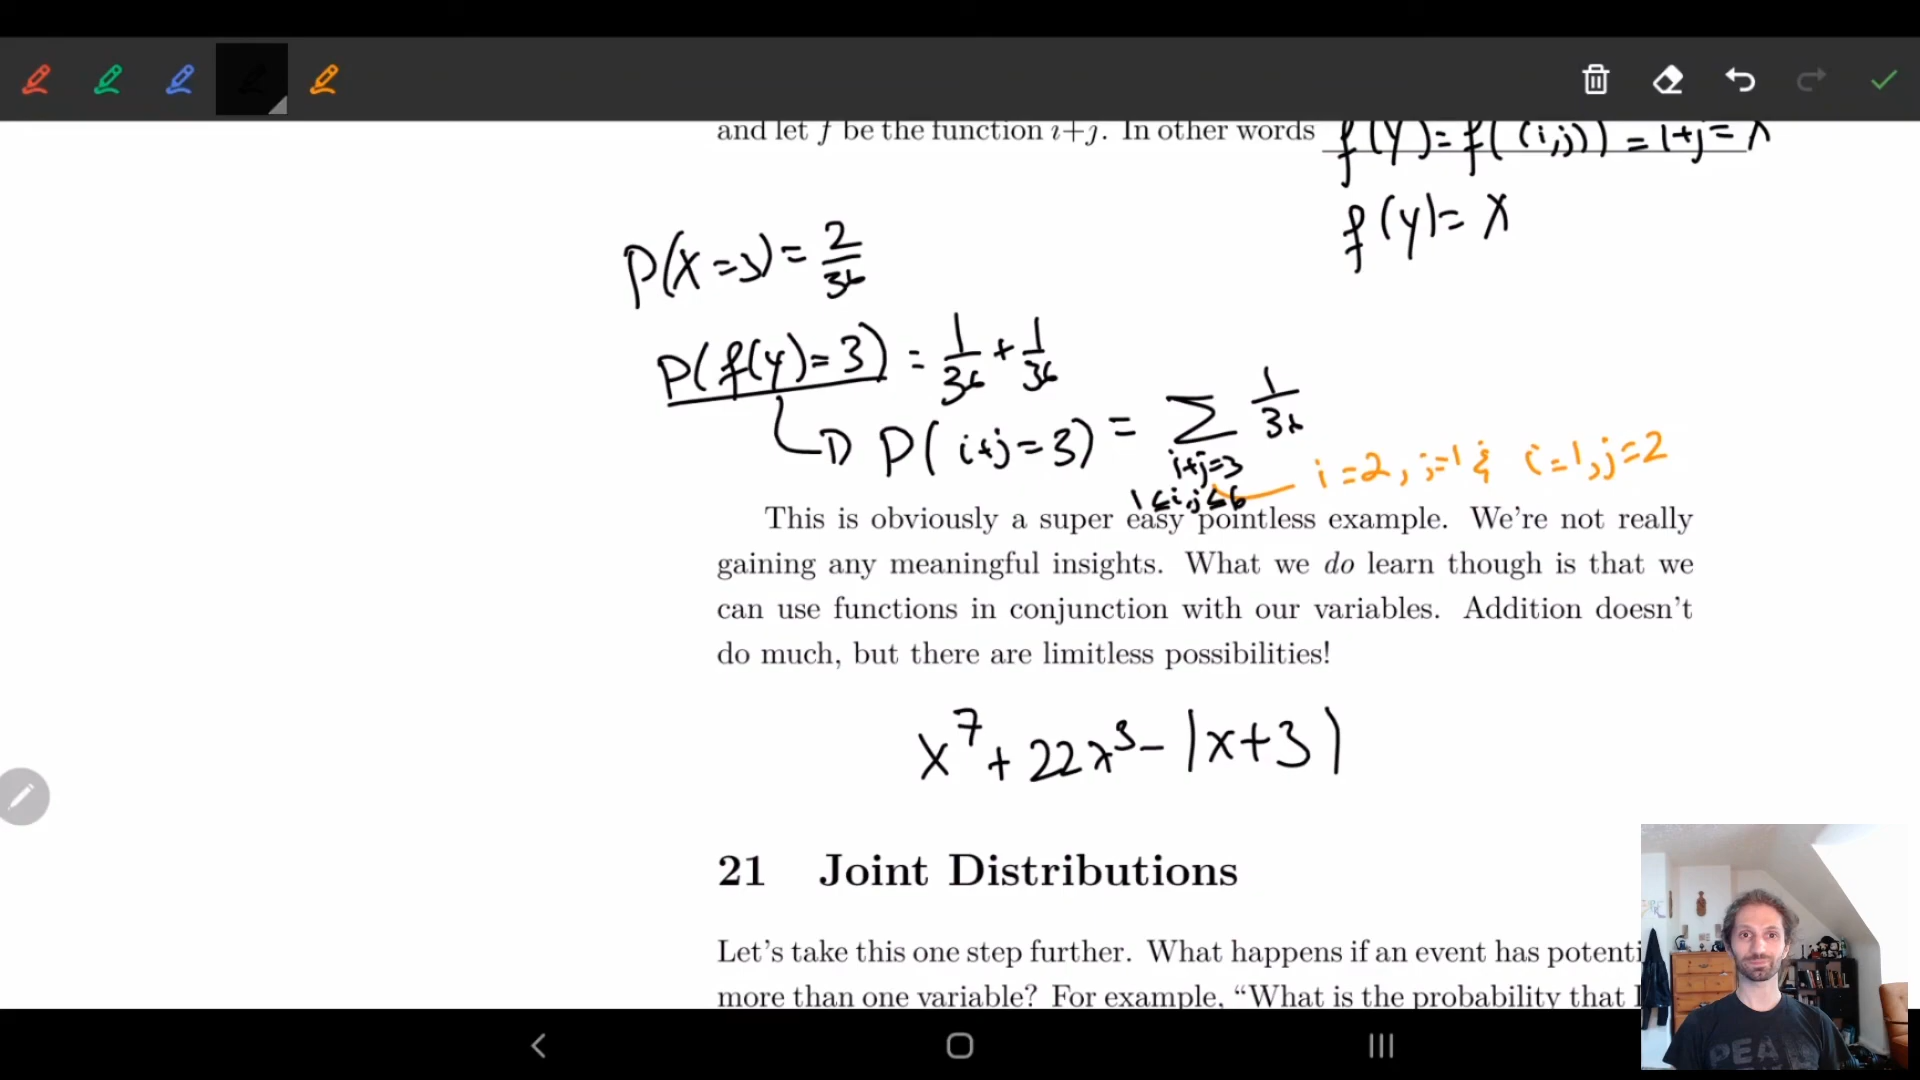 and let f be the function i+j. In other words f(Y)=f((i,j))=i+j=X
f(y)=X
P(X=3)=2/36
P(f(y)=3)=1/36+1/36
P(i+j=3)=∑ 1/36
i+j=3
i=2,j=1 & i=1,j=2
1≤i,j≤6
This is obviously a super easy pointless example. We're not really
gaining any meaningful insights. What we do learn though is that we
can use functions in conjunction with our variables. Addition doesn't
do much, but there are limitless possibilities!
x⁷+22x³-|x+3|
21 Joint Distributions
Let's take this one step further. What happens if an event has potenti
more than one variable? For example, "What is the probability that I
PEA